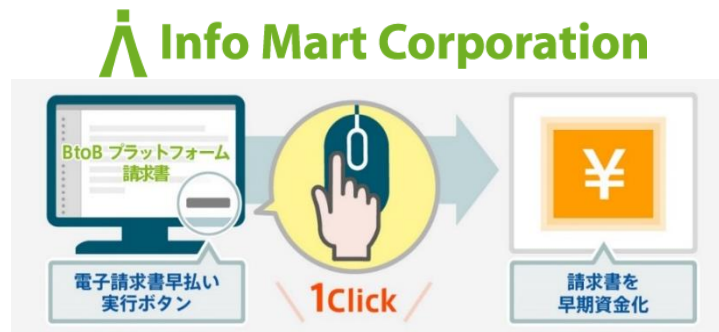 Info Mart Corporation
BtoB プラットフォーム
請求書
¥
電子請求書早払い
実行ボタン
1Click
請求書を
早期資金化